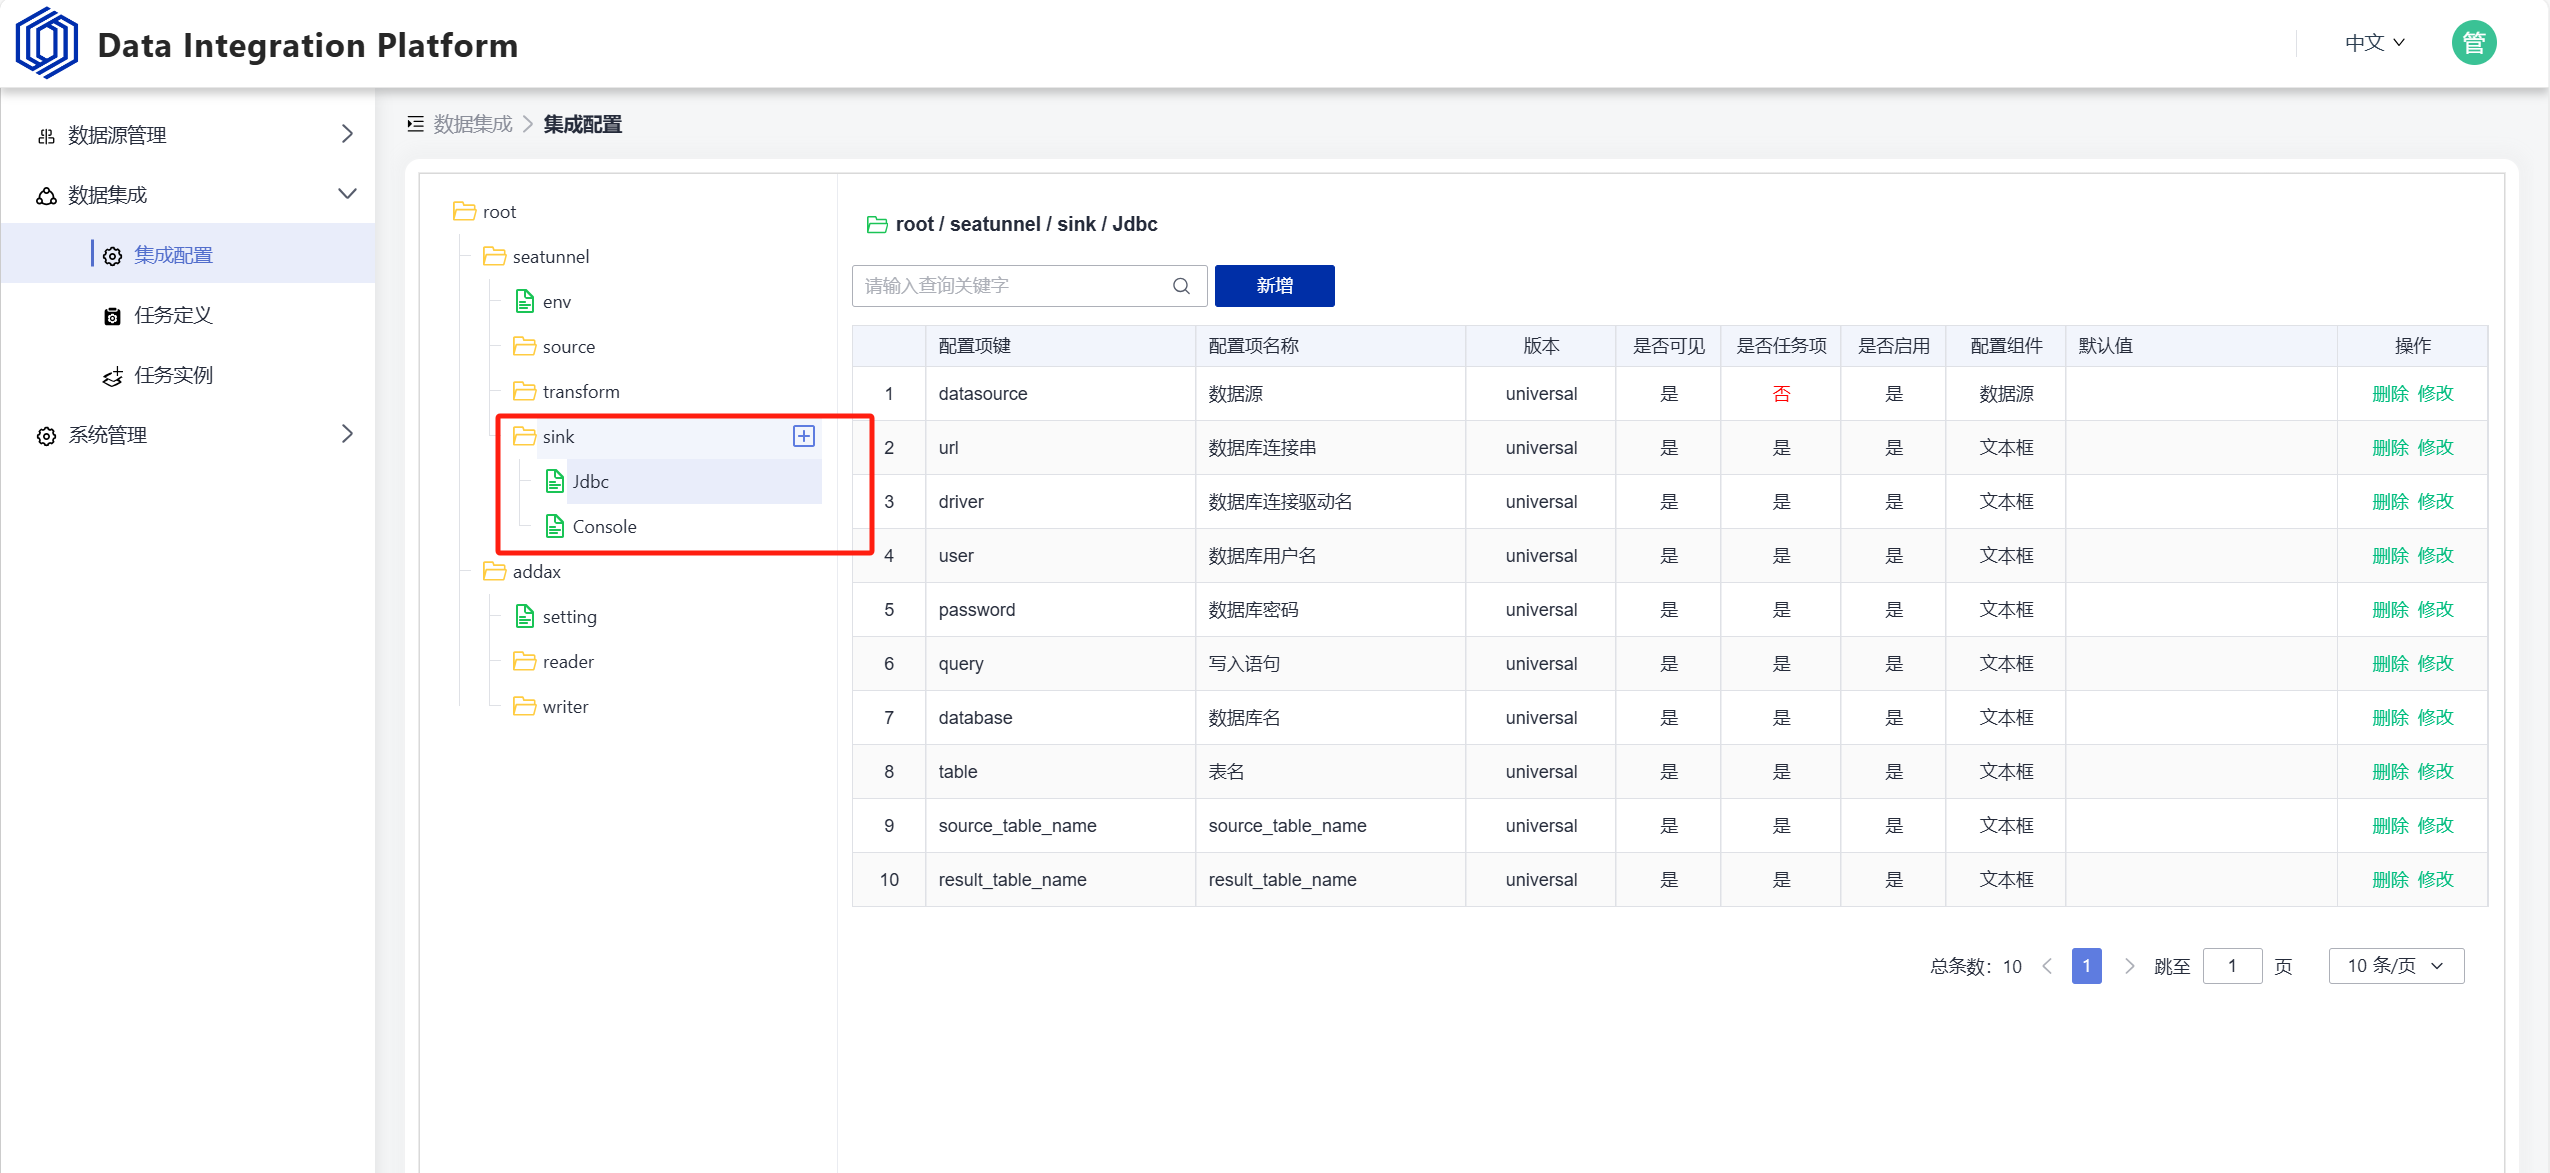 Data Integration Platform
中文
管
数据源管理
数据集成
集成配置
任务定义
任务实例
系统管理
数据集成 > 集成配置
root
seatunnel
env
source
transform
sink
Jdbc
Console
addax
setting
reader
writer
root / seatunnel / sink / Jdbc
请输入查询关键字 新增
配置项键 配置项名称 版本 是否可见 是否任务项 是否启用 配置组件 默认值 操作
1 datasource 数据源 universal 是 否 是 数据源 删除 修改
2 url 数据库连接串 universal 是 是 是 文本框 删除 修改
3 driver 数据库连接驱动名 universal 是 是 是 文本框 删除 修改
4 user 数据库用户名 universal 是 是 是 文本框 删除 修改
5 password 数据库密码 universal 是 是 是 文本框 删除 修改
6 query 写入语句 universal 是 是 是 文本框 删除 修改
7 database 数据库名 universal 是 是 是 文本框 删除 修改
8 table 表名 universal 是 是 是 文本框 删除 修改
9 source_table_name source_table_name universal 是 是 是 文本框 删除 修改
10 result_table_name result_table_name universal 是 是 是 文本框 删除 修改
总条数：10 < 1 > 跳至 1 页 10 条/页